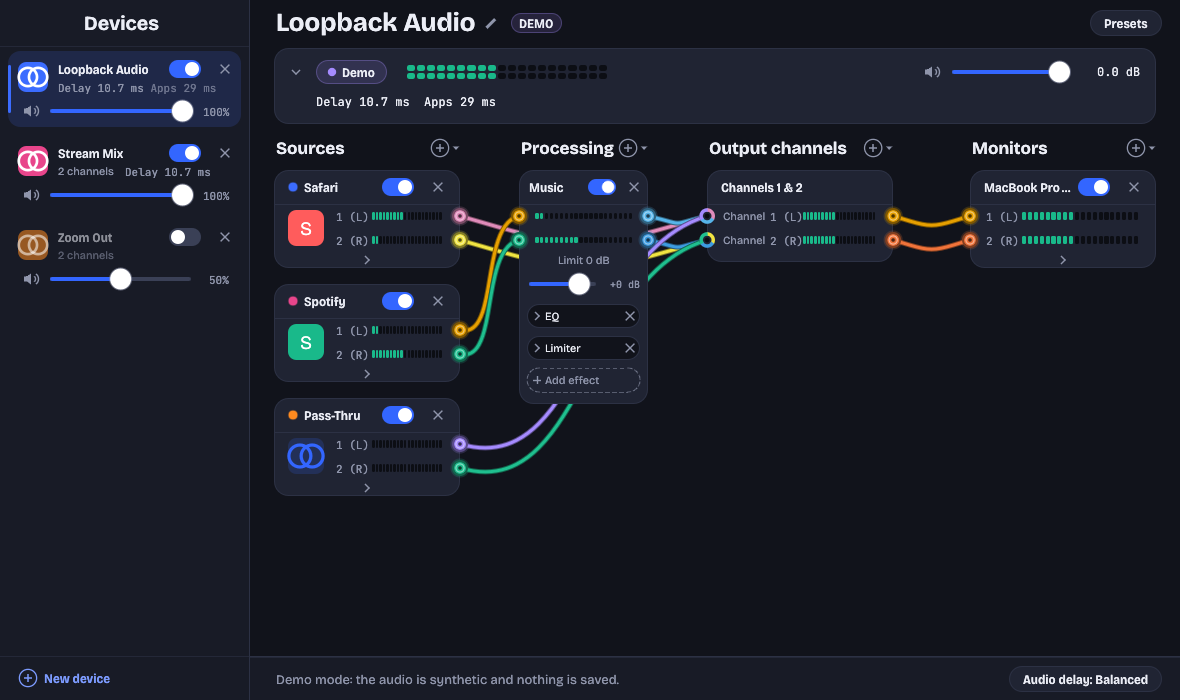 Devices
Loopback Audio
Delay 10.7 ms Apps 29 ms
100%
Stream Mix
2 channels Delay 10.7 ms
100%
Zoom Out
2 channels
50%
New device
Loopback Audio DEMO
Presets
Demo
0.0 dB
Delay 10.7 ms Apps 29 ms
Sources
Safari
S
1 (L)
2 (R)
Spotify
S
1 (L)
2 (R)
Pass-Thru
1 (L)
2 (R)
Processing
Music
Limit 0 dB
+0 dB
EQ
Limiter
+ Add effect
Output channels
Channels 1 & 2
Channel 1 (L)
Channel 2 (R)
Monitors
MacBook Pro ...
1 (L)
2 (R)
Demo mode: the audio is synthetic and nothing is saved.
Audio delay: Balanced